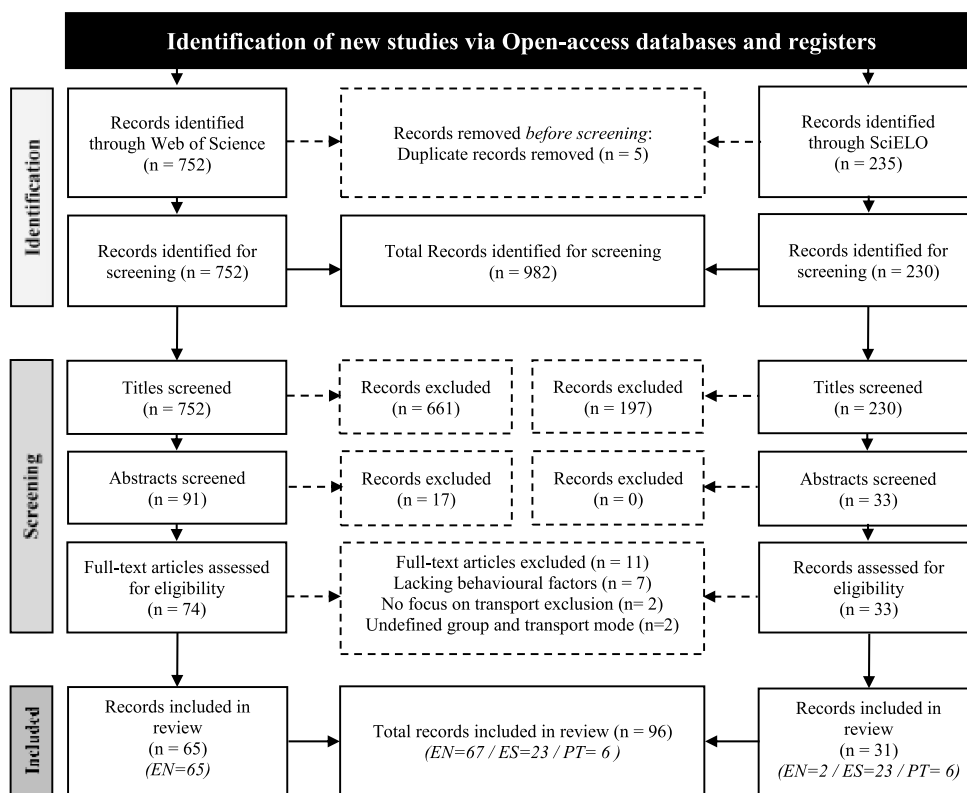 Identification of new studies via Open-access databases and registers
Identification
Records identified
through Web of Science
(n = 752)
Records removed before screening:
Duplicate records removed (n = 5)
Records identified
through SciELO
(n = 235)
Records identified for
screening (n = 752)
Total Records identified for screening
(n = 982)
Records identified for
screening (n = 230)
Screening
Titles screened
(n = 752)
Records excluded
(n = 661)
Records excluded
(n = 197)
Titles screened
(n = 230)
Abstracts screened
(n = 91)
Records excluded
(n = 17)
Records excluded
(n = 0)
Abstracts screened
(n = 33)
Full-text articles assessed
for eligibility
(n = 74)
Full-text articles excluded (n = 11)
Lacking behavioural factors (n = 7)
No focus on transport exclusion (n= 2)
Undefined group and transport mode (n=2)
Records assessed for
eligibility
(n = 33)
Included
Records included in
review
(n = 65)
(EN=65)
Total records included in review (n = 96)
(EN=67 / ES=23 / PT= 6 )
Records included in
review
(n = 31)
(EN=2 / ES=23 / PT= 6)